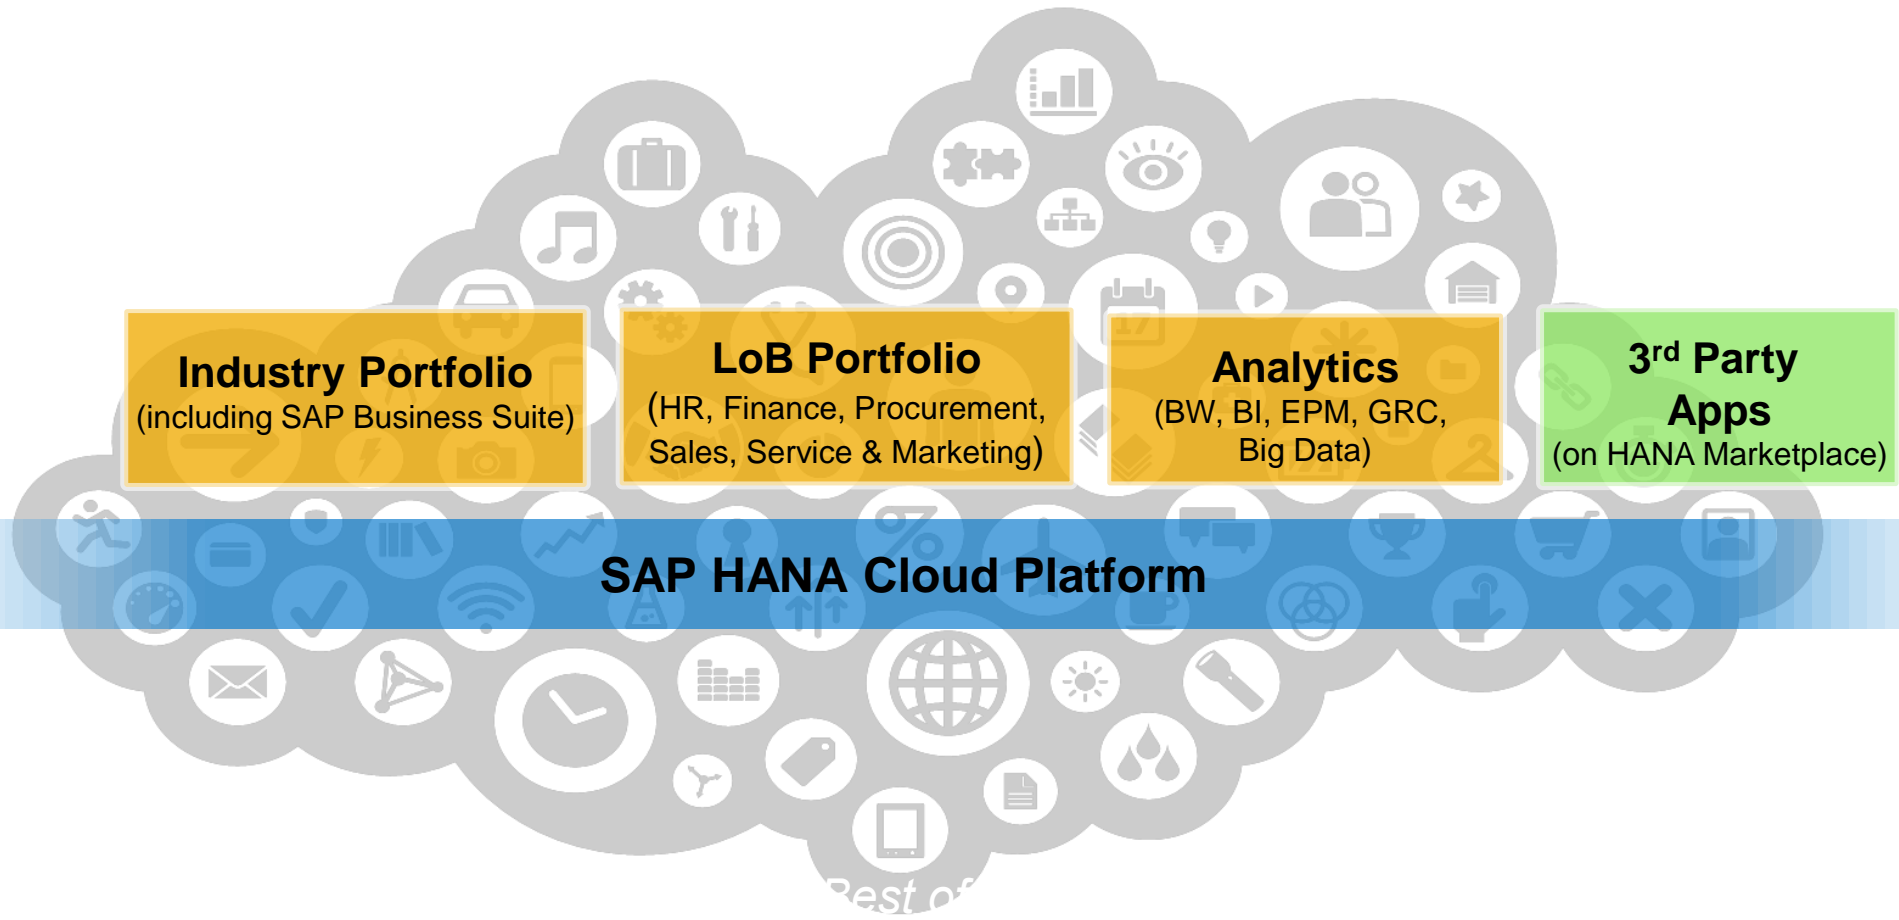 Industry Portfolio
(including SAP Business Suite)
LoB Portfolio
(HR, Finance, Procurement,
Sales, Service & Marketing)
Analytics
(BW, BI, EPM, GRC,
Big Data)
3rd Party
Apps
(on HANA Marketplace)
17
SAP HANA Cloud Platform
Best of